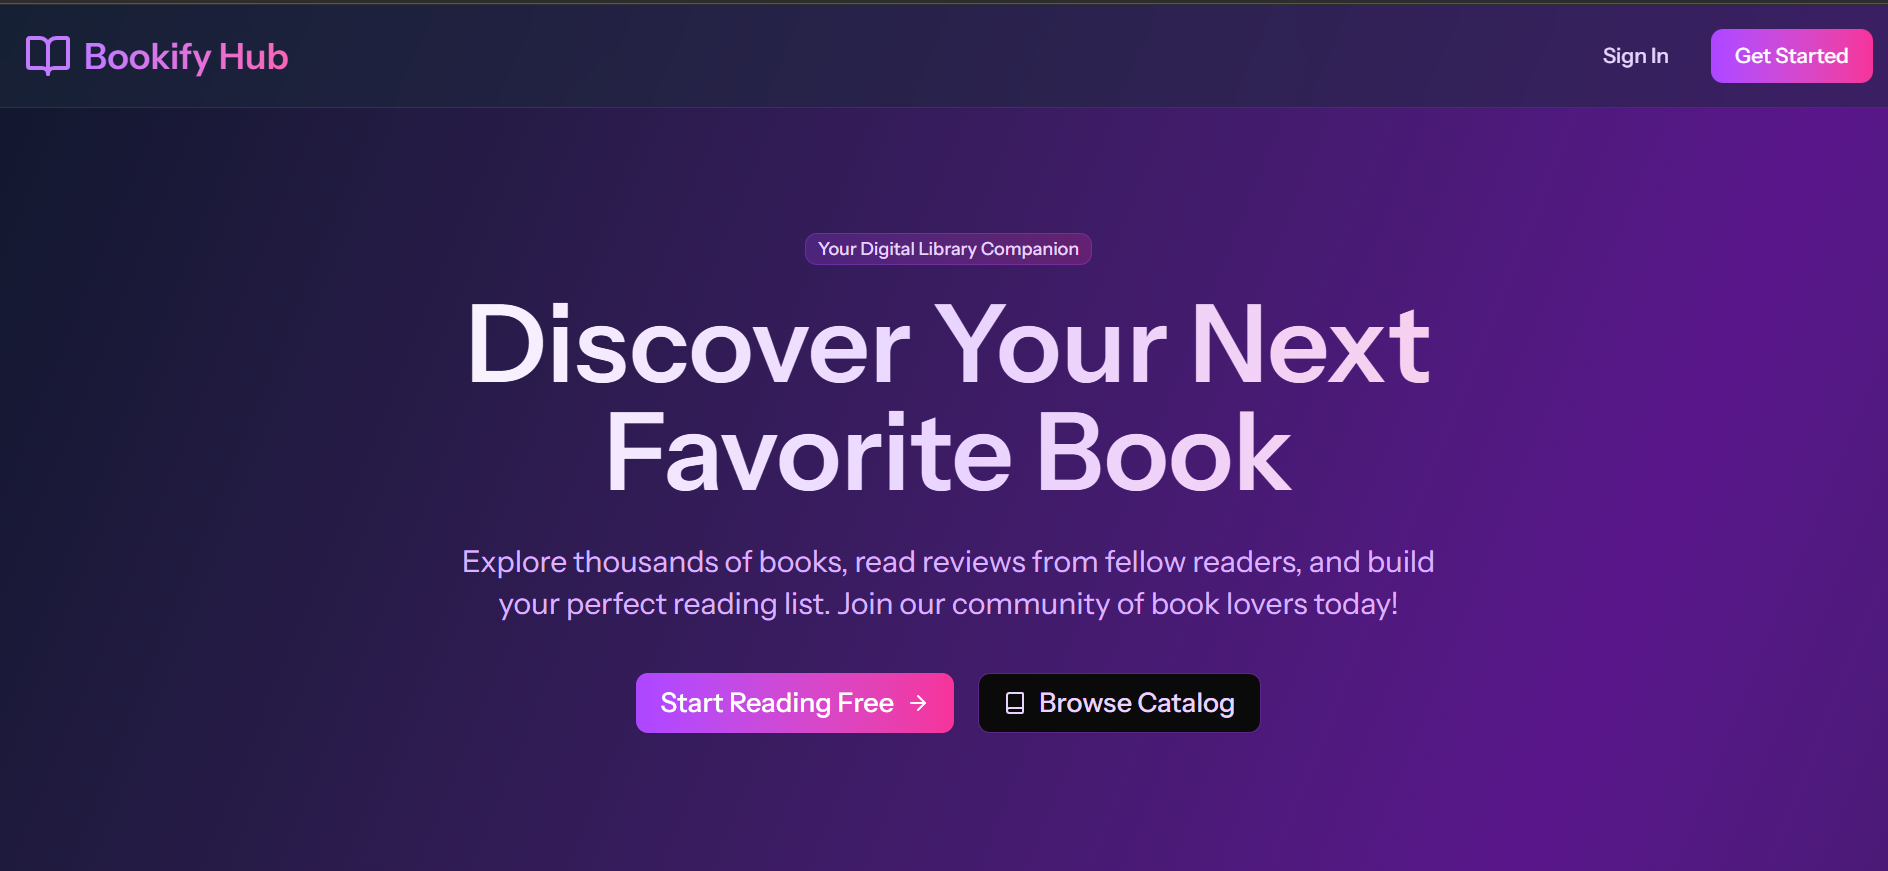 Bookify Hub
Sign In
Get Started
Your Digital Library Companion
Discover Your Next
Favorite Book
Explore thousands of books, read reviews from fellow readers, and build
your perfect reading list. Join our community of book lovers today!
Start Reading Free →
Browse Catalog